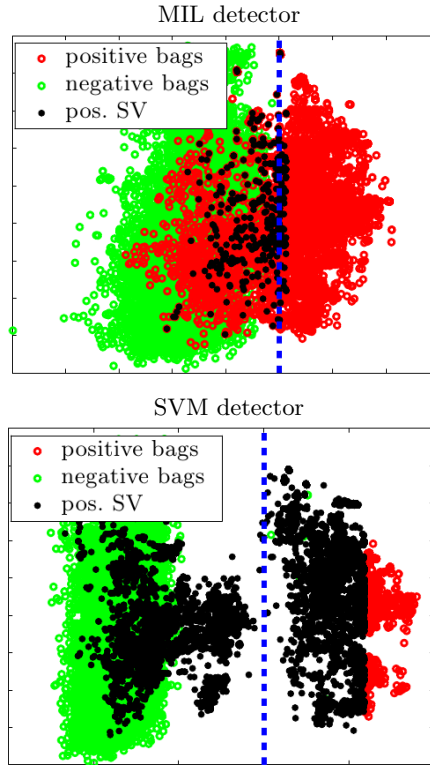 MIL detector
positive bags
negative bags
pos. SV
SVM detector
positive bags
negative bags
pos. SV